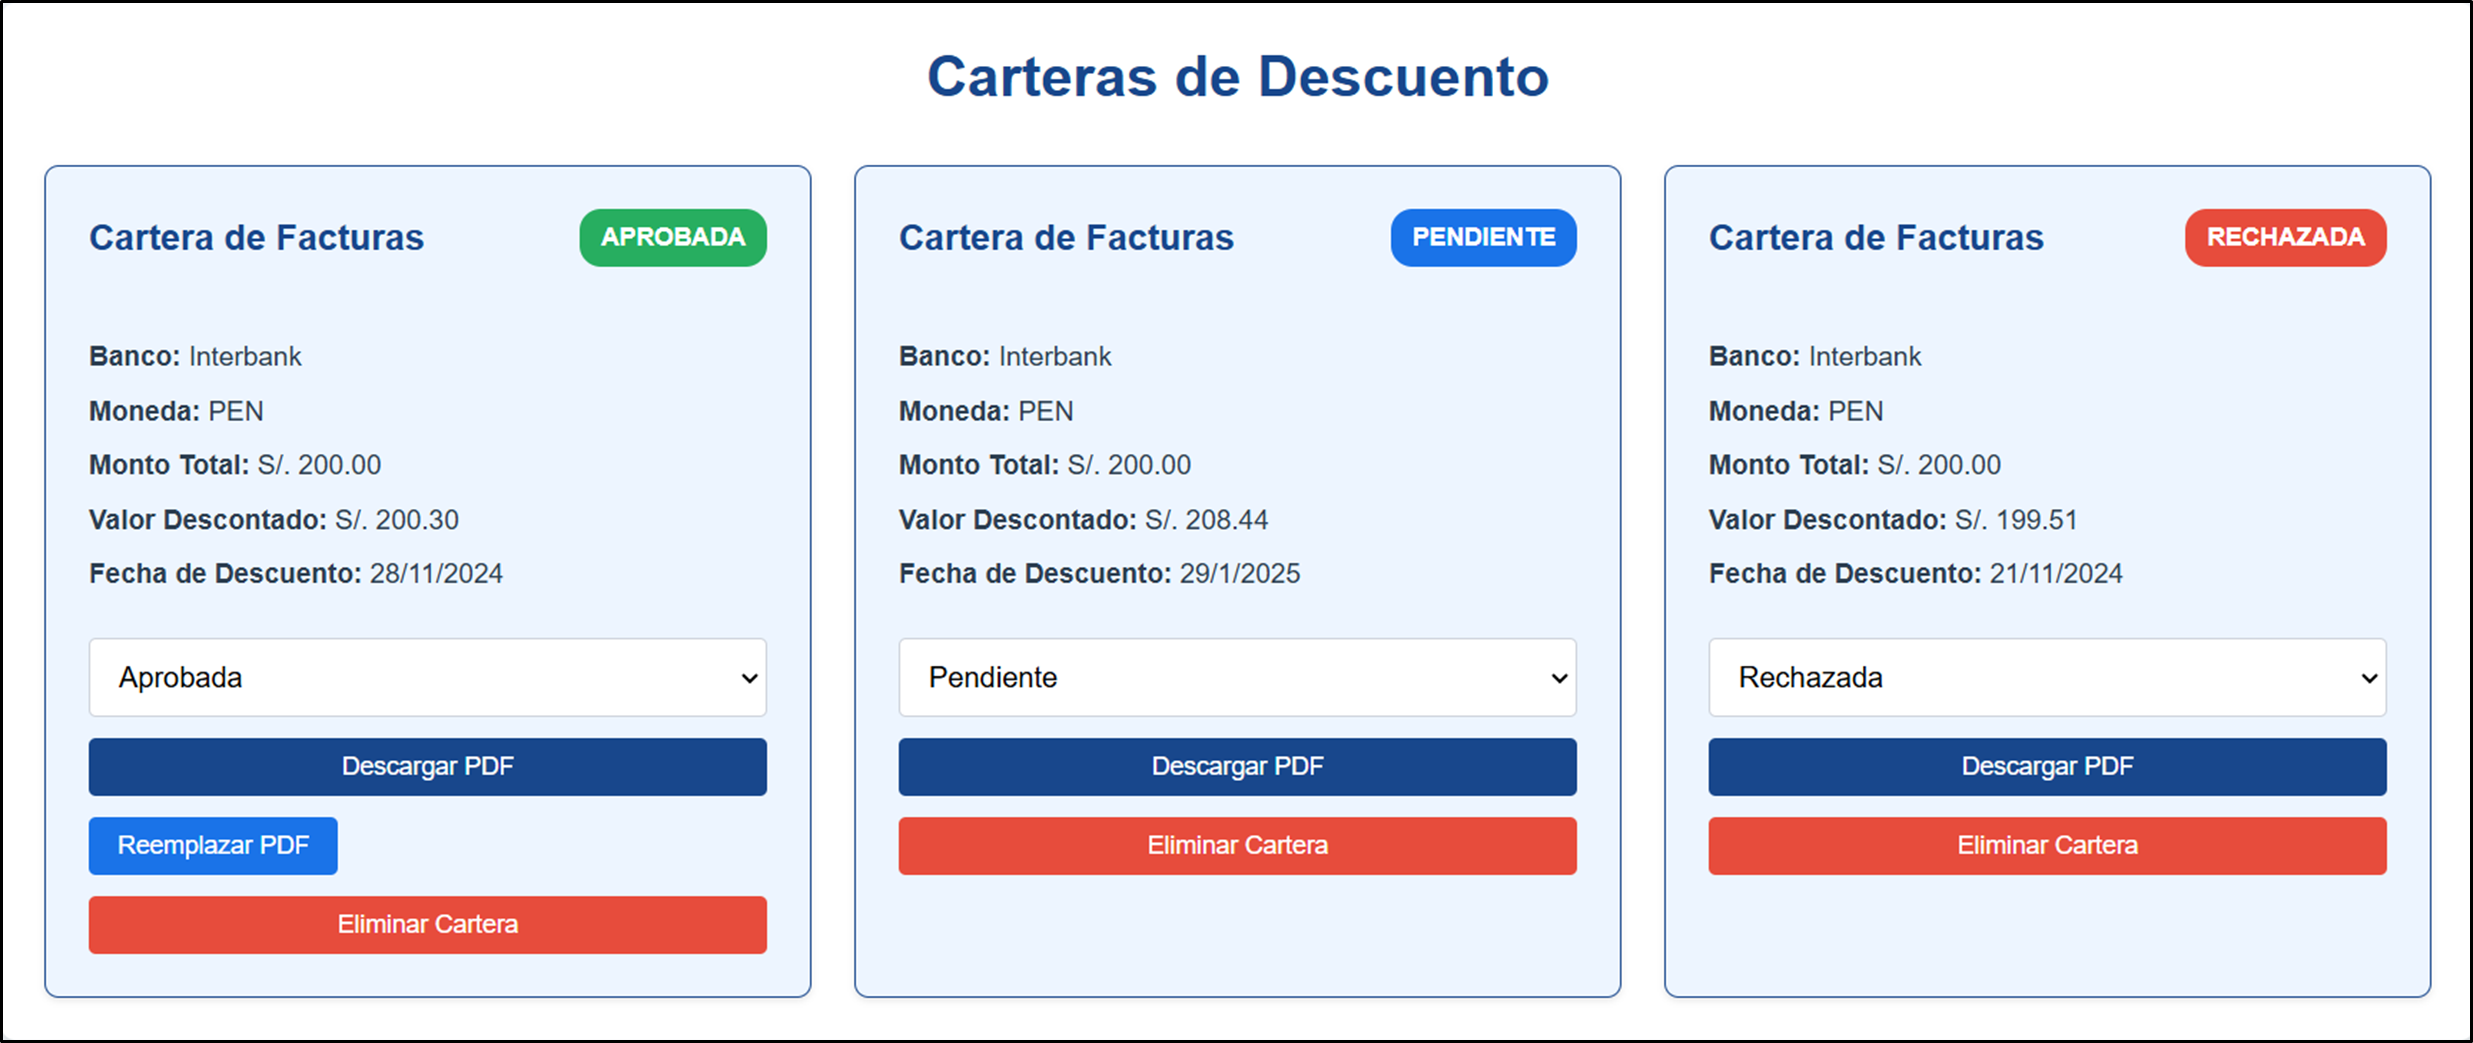 Carteras de Descuento
Cartera de Facturas
APROBADA
Banco: Interbank
Moneda: PEN
Monto Total: S/. 200.00
Valor Descontado: S/. 200.30
Fecha de Descuento: 28/11/2024
Aprobada
Descargar PDF
Reemplazar PDF
Eliminar Cartera
Cartera de Facturas
PENDIENTE
Banco: Interbank
Moneda: PEN
Monto Total: S/. 200.00
Valor Descontado: S/. 208.44
Fecha de Descuento: 29/1/2025
Pendiente
Descargar PDF
Eliminar Cartera
Cartera de Facturas
RECHAZADA
Banco: Interbank
Moneda: PEN
Monto Total: S/. 200.00
Valor Descontado: S/. 199.51
Fecha de Descuento: 21/11/2024
Rechazada
Descargar PDF
Eliminar Cartera